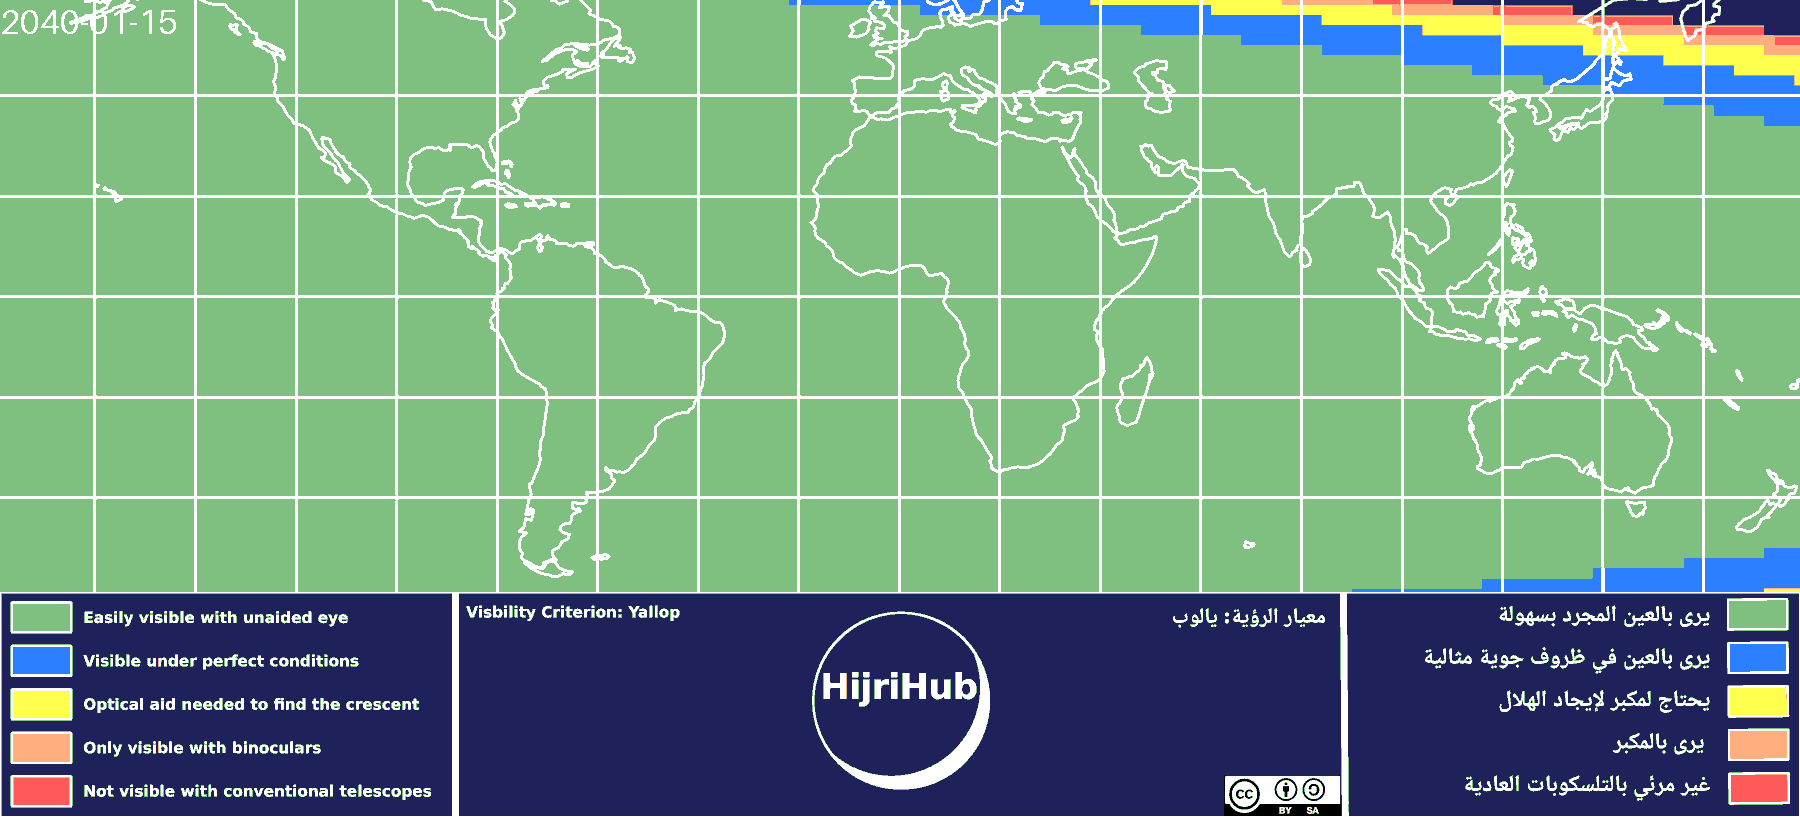 2040-01-15
Easily visible with unaided eye
Visible under perfect conditions
Optical aid needed to find the crescent
Only visible with binoculars
Not visible with conventional telescopes
Visbility Criterion: Yallop
معيار الرؤية: يالوب
HijriHub
cc
BY SA
يرى بالعين المجرد بسهولة
يرى بالعين في ظروف جوية مثالية
يحتاج لمكبر لإيجاد الهلال
يرى بالمكبر
غير مرئي بالتلسكوبات العادية